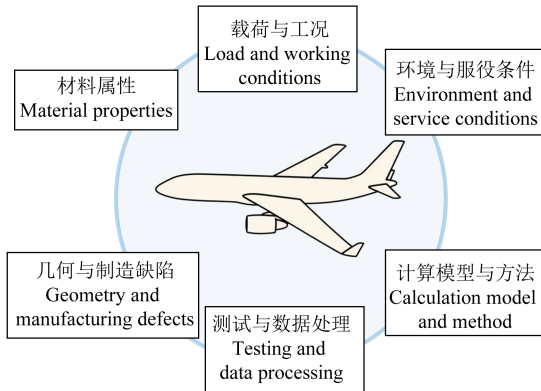 载荷与工况
Load and working
conditions
材料属性
Material properties
环境与服役条件
Environment and
service conditions
几何与制造缺陷
Geometry and
manufacturing defects
计算模型与方法
Calculation model
and method
测试与数据处理
Testing and
data processing